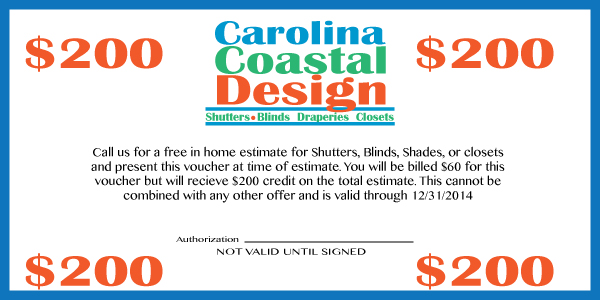 $200
Carolina
$200
Coastal
Design
Shutters•Blinds Draperies Closets
Call us for a free in home estimate for Shutters, Blinds, Shades, or closets
and present this voucher at time of estimate. You will be billed $60 for this
voucher but will recieve $200 credit on the total estimate. This cannot be
combined with any other offer and is valid through 12/31/2014
Authorization
NOT VALID UNTIL SIGNED
$200
$200